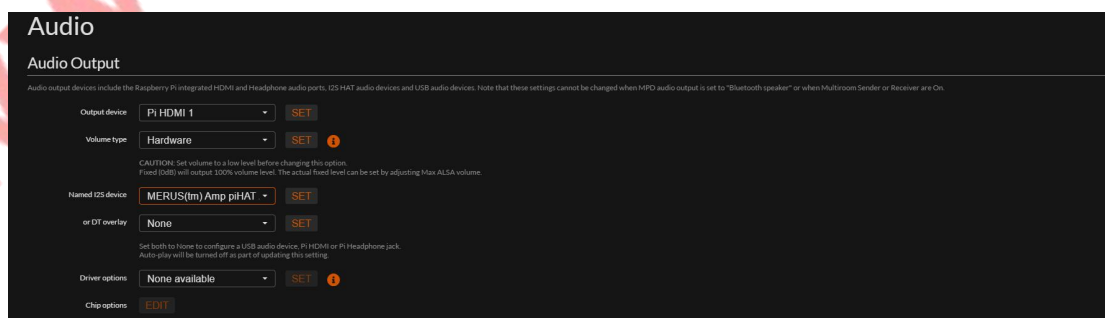 Audio
Audio Output
Audio output devices include the Raspberry Pi integrated HDMI and Headphone audio ports, I2S HAT audio devices and USB audio devices. Note that these settings cannot be changed when MPD audio output is set to "Bluetooth speaker" or when Multiroom Sender or Receiver are On.
Output device Pi HDMI 1 SET
Volume type Hardware SET
CAUTION: Set volume to a low level before changing this option.
Fixed (0dB) will output 100% volume level. The actual fixed level can be set by adjusting Max ALSA volume.
Named I2S device MERUS(tm) Amp piHAT SET
or DT overlay None SET
Set both to None to configure a USB audio device, Pi HDMI or Pi Headphone jack.
Auto-play will be turned off as part of updating this setting.
Driver options None available SET
Chip options EDIT